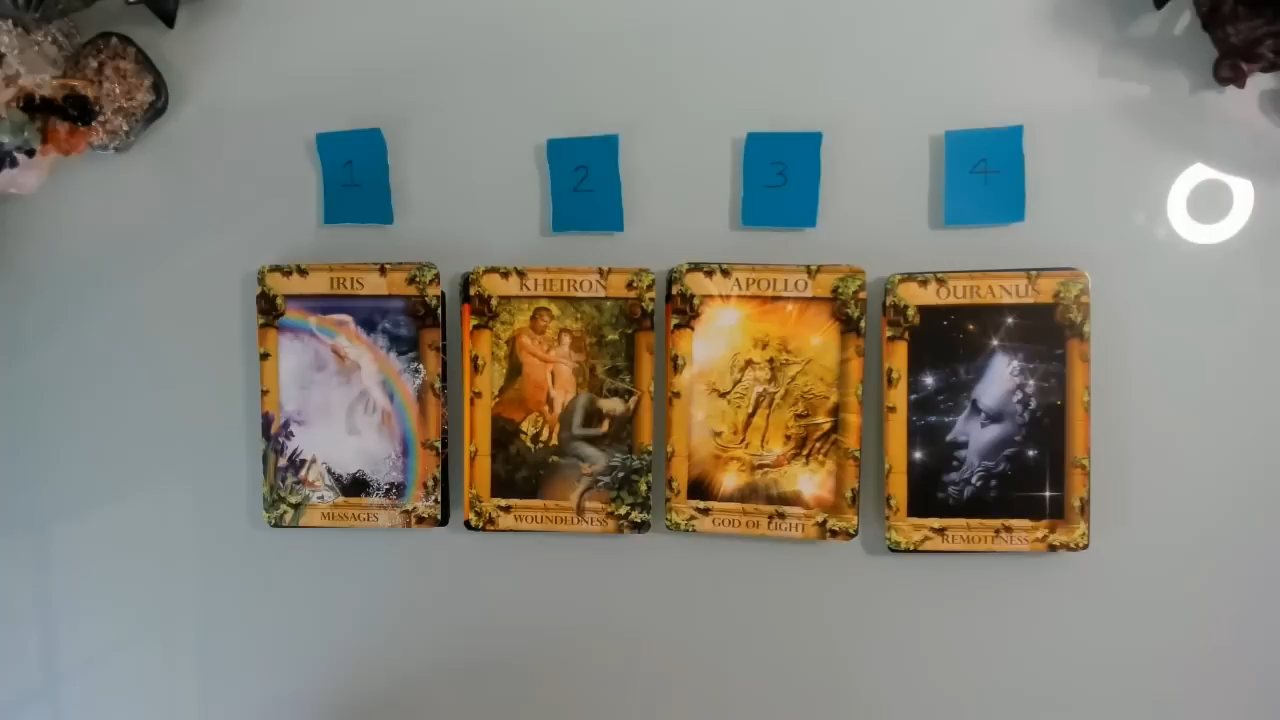 1
2
3
4
IRIS
KHEIRON
APOLLO
OURANUS
MESSAGES
WOUNDEDNESS
GOD OF LIGHT
REMOTENESS